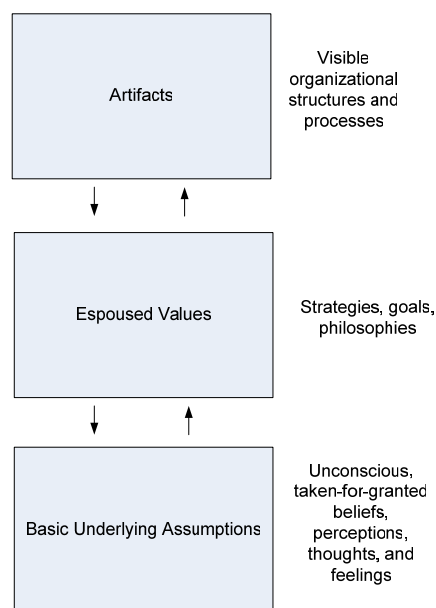 Artifacts
Visible
organizational
structures and
processes
Espoused Values
Strategies, goals,
philosophies
Basic Underlying Assumptions
Unconscious,
taken-for-granted
beliefs,
perceptions,
thoughts, and
feelings